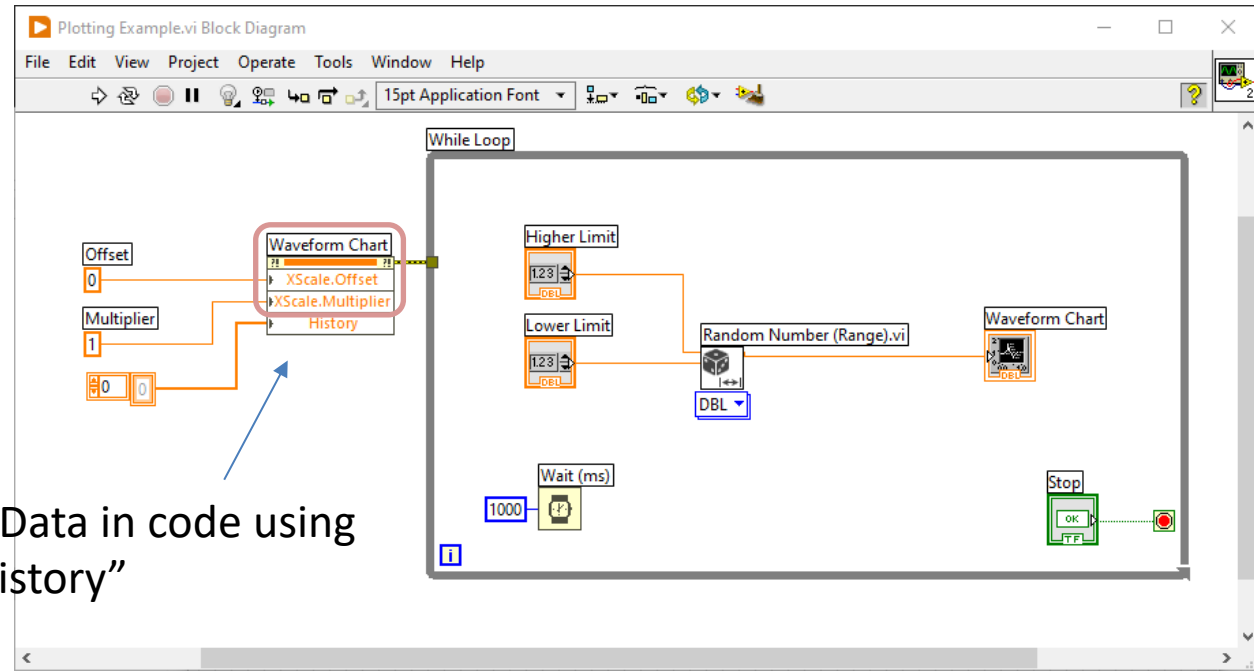 Plotting Example.vi Block Diagram
File Edit View Project Operate Tools Window Help
15pt Application Font
2
While Loop
Offset
0
Multiplier
1
0 0
Waveform Chart
?! ?!
XScale.Offset
XScale.Multiplier
History
Higher Limit
1.23
DBL
Lower Limit
1.23
DBL
Random Number (Range).vi
DBL
Waveform Chart
DBL
Wait (ms)
1000
i
Stop
OK
TF
Data in code using
istory”